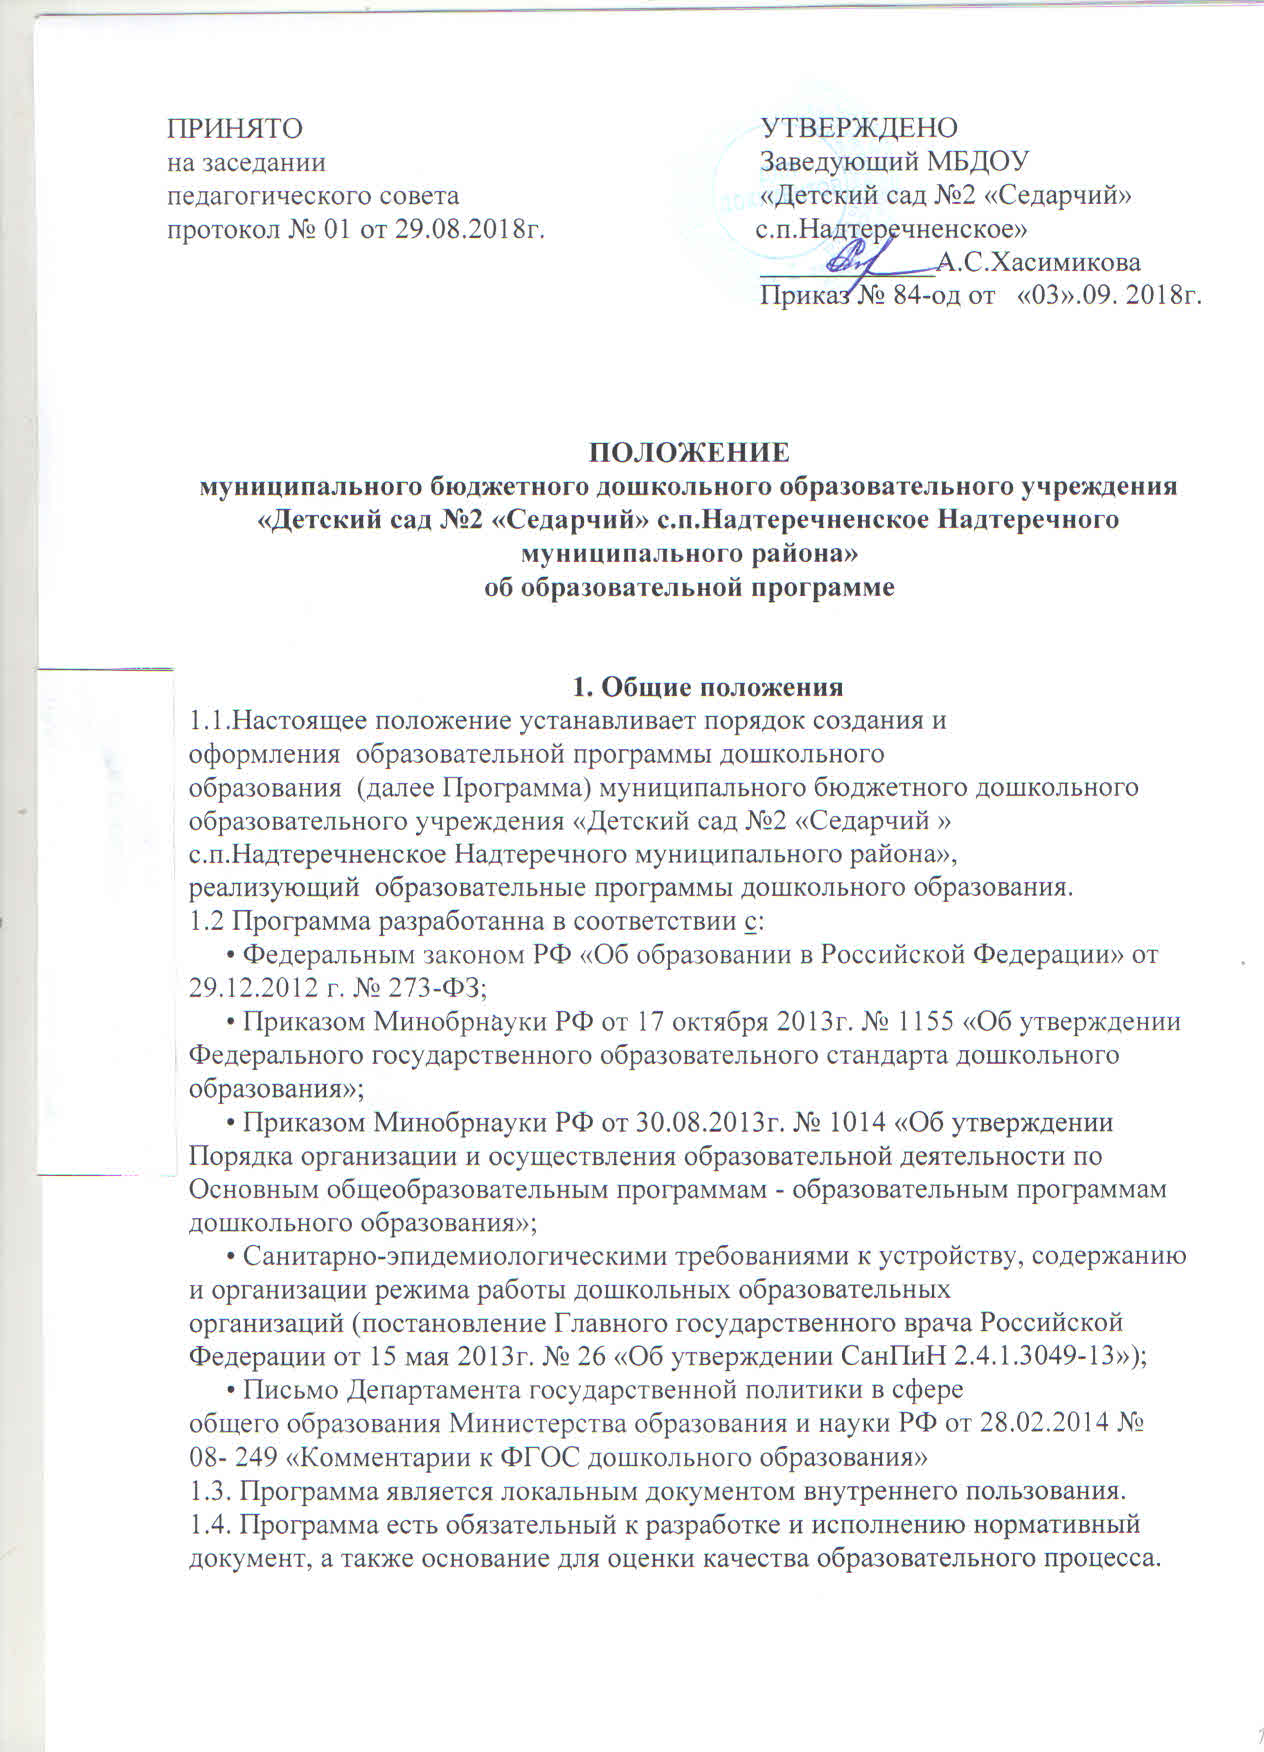 ПРИНЯТО
на заседании
педагогического совета
протокол № 01 от 29.08.2018г.
УТВЕРЖДЕНО
Заведующий МБДОУ
«Детский сад №2 «Седарчий»
с.п.Надтеречненское»
____________А.С.Хасимикова
Приказ № 84-од от «03».09. 2018г.
ПОЛОЖЕНИЕ
муниципального бюджетного дошкольного образовательного учреждения
«Детский сад №2 «Седарчий» с.п.Надтеречненское Надтеречного
муниципального района»
об образовательной программе
1. Общие положения
1.1.Настоящее положение устанавливает порядок создания и
оформления образовательной программы дошкольного
образования (далее Программа) муниципального бюджетного дошкольного
образовательного учреждения «Детский сад №2 «Седарчий »
с.п.Надтеречненское Надтеречного муниципального района»,
реализующий образовательные программы дошкольного образования.
1.2 Программа разработанна в соответствии с:
• Федеральным законом РФ «Об образовании в Российской Федерации» от
29.12.2012 г. № 273-ФЗ;
• Приказом Минобрнауки РФ от 17 октября 2013г. № 1155 «Об утверждении
Федерального государственного образовательного стандарта дошкольного
образования»;
• Приказом Минобрнауки РФ от 30.08.2013г. № 1014 «Об утверждении
Порядка организации и осуществления образовательной деятельности по
Основным общеобразовательным программам - образовательным программам
дошкольного образования»;
• Санитарно-эпидемиологическими требованиями к устройству, содержанию
и организации режима работы дошкольных образовательных
организаций (постановление Главного государственного врача Российской
Федерации от 15 мая 2013г. № 26 «Об утверждении СанПиН 2.4.1.3049-13»);
• Письмо Департамента государственной политики в сфере
общего образования Министерства образования и науки РФ от 28.02.2014 №
08- 249 «Комментарии к ФГОС дошкольного образования»
1.3. Программа является локальным документом внутреннего пользования.
1.4. Программа есть обязательный к разработке и исполнению нормативный
документ, а также основание для оценки качества образовательного процесса.